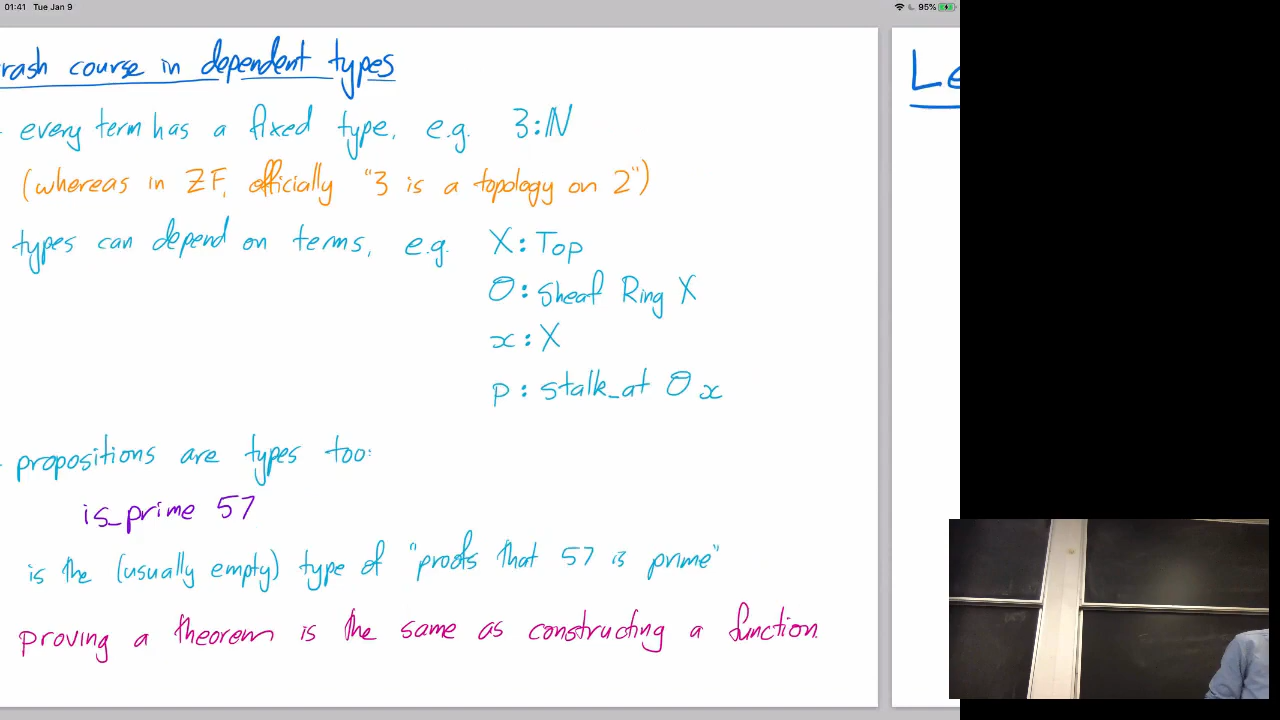 01:41 Tue Jan 9
95%
rash course in dependent types
Le
every term has a fixed type, e.g. 3:ℕ
(whereas in ZF, officially "3 is a topology on 2")
types can depend on terms, e.g. X: Top
O: Sheaf Ring X
x: X
p: stalk_at O x
propositions are types too:
is_prime 57
is the (usually empty) type of "proofs that 57 is prime"
proving a theorem is the same as constructing a function.